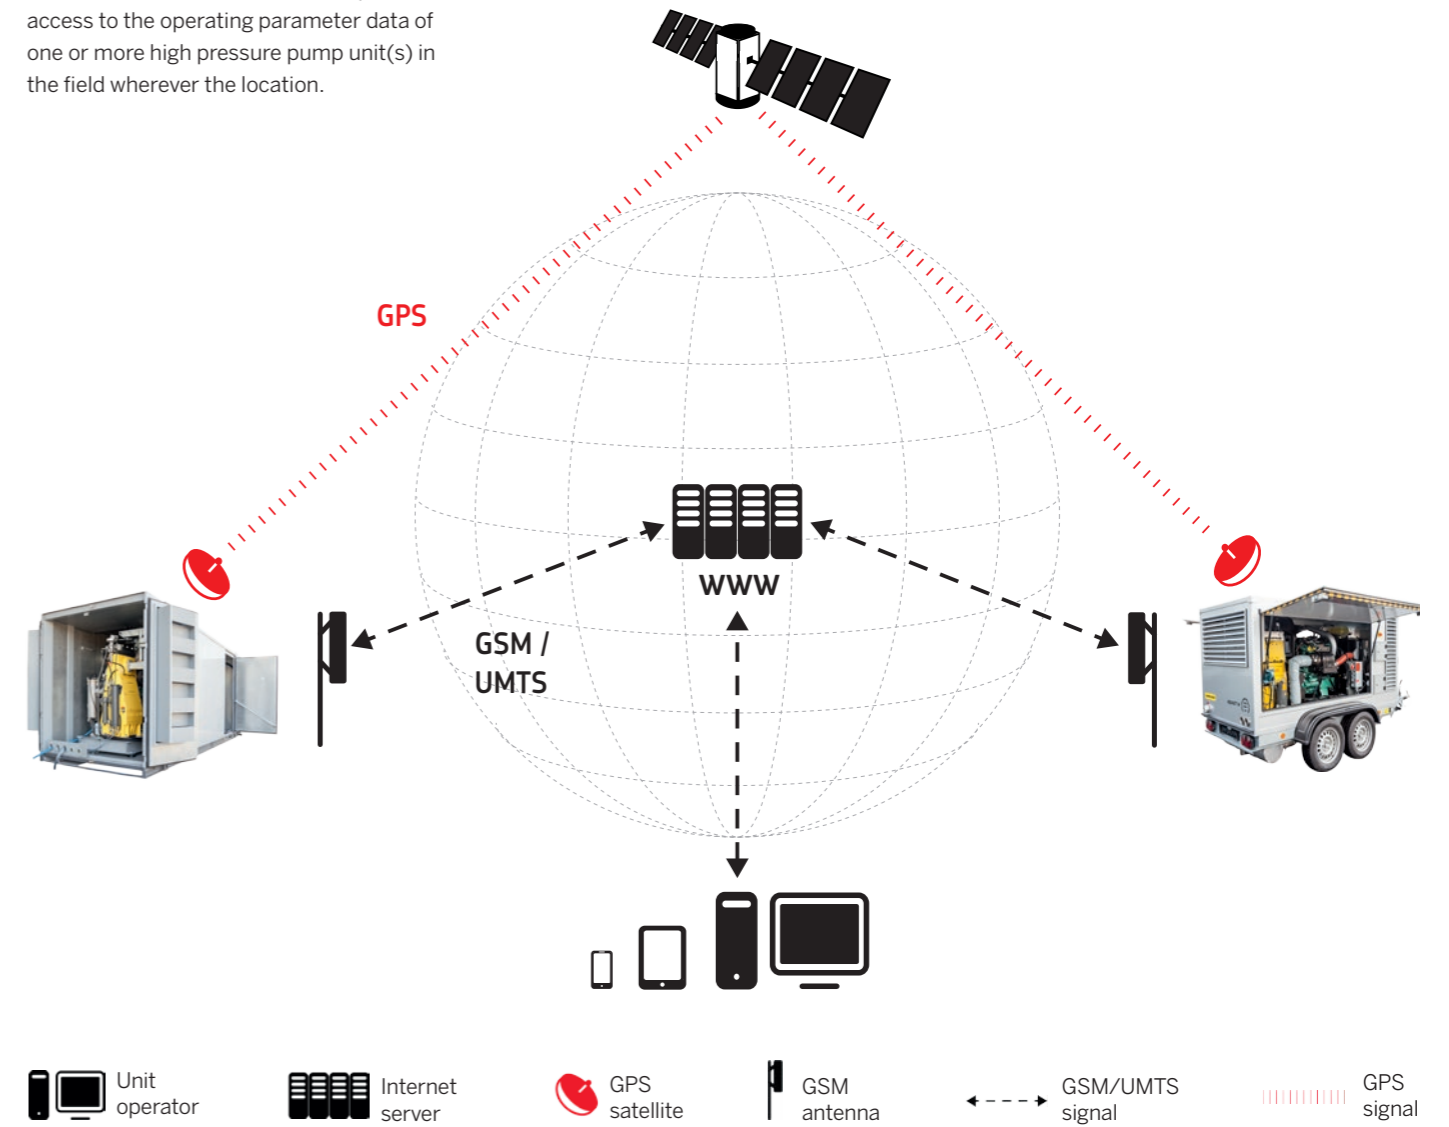 access to the operating parameter data of
one or more high pressure pump unit(s) in
the field wherever the location.
GPS
WWW
GSM /
UMTS
Unit
operator
Internet
server
GPS
satellite
GSM
antenna
GSM/UMTS
signal
GPS
signal